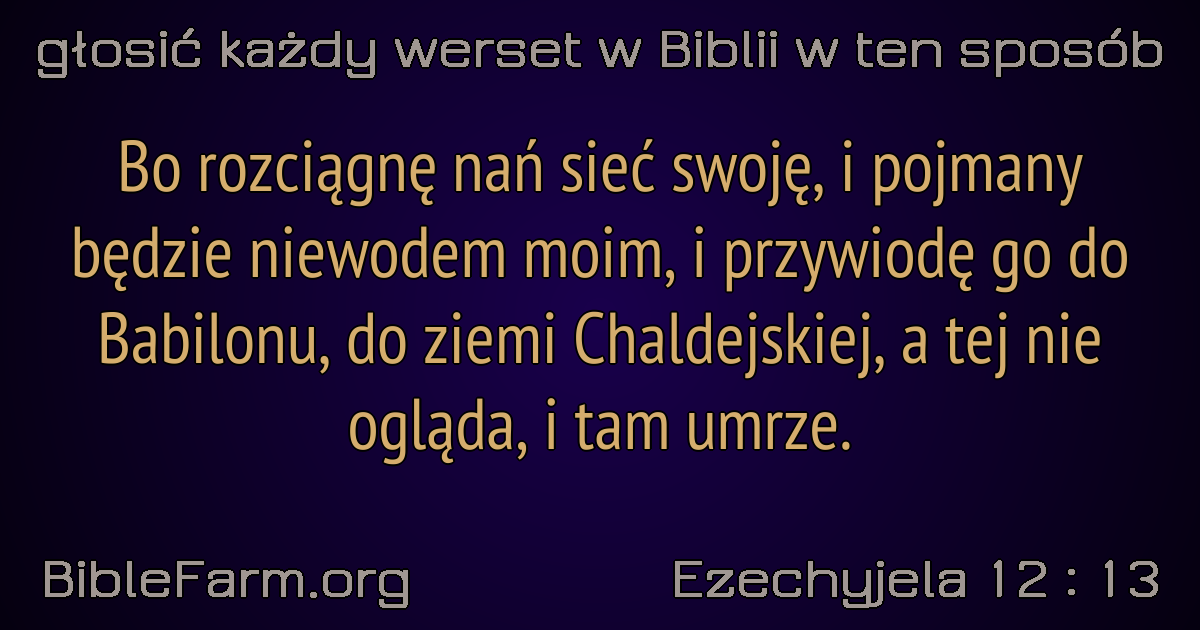 głosić każdy werset w Biblii w ten sposób
Bo rozciągnę nań sieć swoję, i pojmany
będzie niewodem moim, i przywiodę go do
Babilonu, do ziemi Chaldejskiej, a tej nie
ogląda, i tam umrze.
BibleFarm.org
Ezechyjela 12 : 13